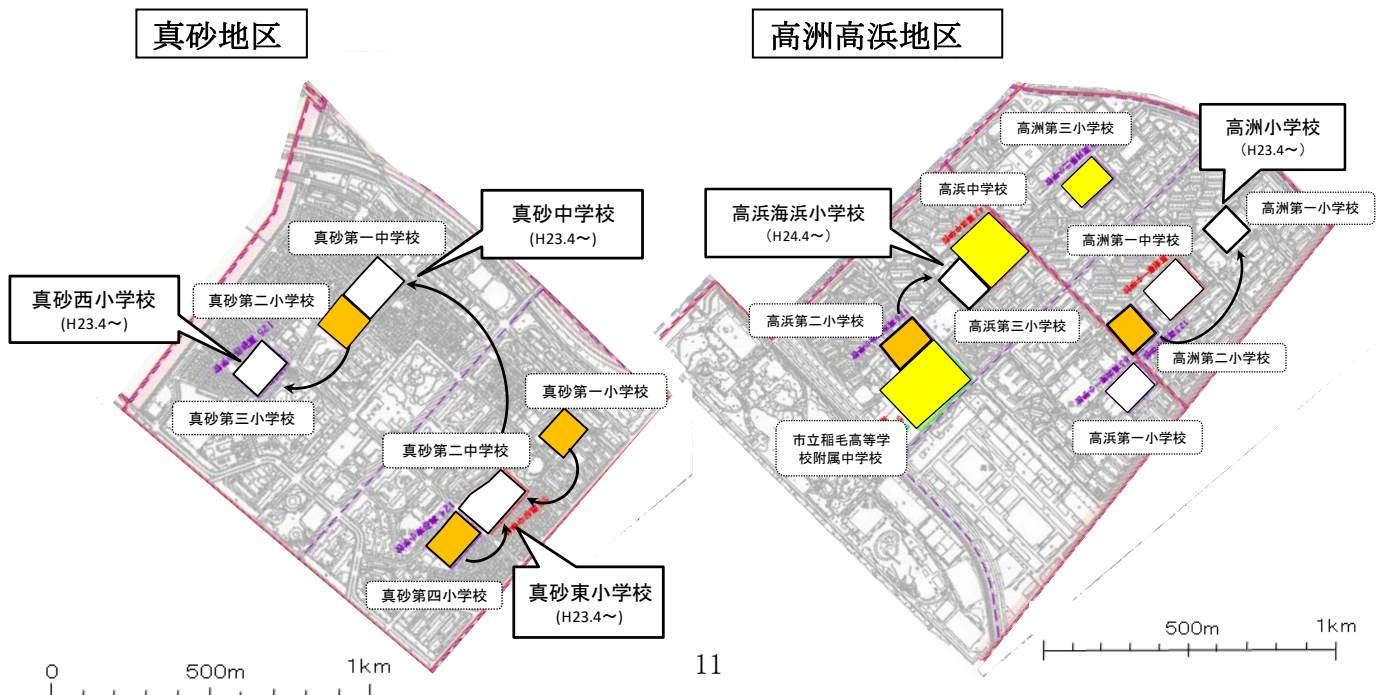 真砂地区
真砂中学校
(H23.4～)
真砂第一中学校
真砂西小学校
(H23.4～)
真砂第二小学校
真砂第三小学校
真砂第一小学校
真砂第二中学校
真砂第四小学校
真砂東小学校
(H23.4～)
0
500m
1km
高洲高浜地区
高洲第三小学校
高洲小学校
（H23.4～）
高浜中学校
高洲第一小学校
高浜海浜小学校
（H24.4～）
高洲第一中学校
高浜第二小学校
高浜第三小学校
高洲第二小学校
市立稲毛高等学
校附属中学校
高浜第一小学校
500m
1km
11